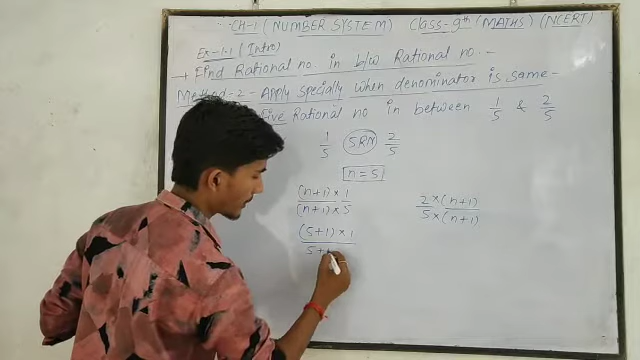 CH-1 (NUMBER SYSTEM) Class-9th (MATHS) (NCERT)
Ex-1.1 (Intro)
→ Find Rational no. in b/w Rational no. -
Method-2 - Apply specially when denominator is same -
Five Rational no in between 1/5 & 2/5
1/5 (5RN) 2/5
n=5
(n+1) × 1 / (n+1) × 5
2 × (n+1) / 5 × (n+1)
(5+1) × 1 / 5+1